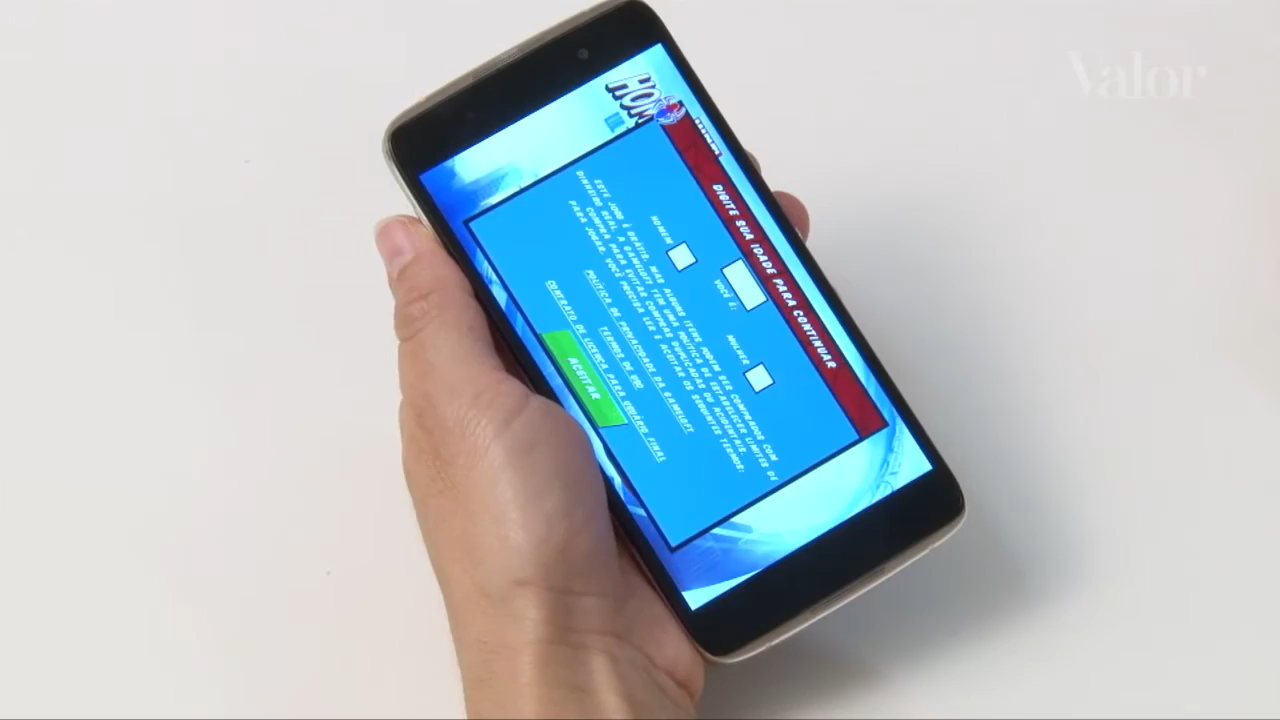 Valor
HOM
DIGITE SUA IDADE PARA CONTINUAR
VOCÊ É:
HOMEM
MULHER
ESTE JOGO É GRÁTIS, MAS ALGUNS ITENS PODEM SER COMPRADOS COM
DINHEIRO REAL. A GAMELOFT TEM UMA POLÍTICA DE ESTABELECER LIMITES DE
COMPRA PARA EVITAR COMPRAS DUPLICADAS OU ACIDENTAIS.
PARA JOGAR, VOCÊ PRECISA LER E ACEITAR OS SEGUINTES TERMOS:
POLÍTICA DE PRIVACIDADE DA GAMELOFT
TERMOS DE USO
CONTRATO DE LICENÇA PARA USUÁRIO FINAL
ACEITAR